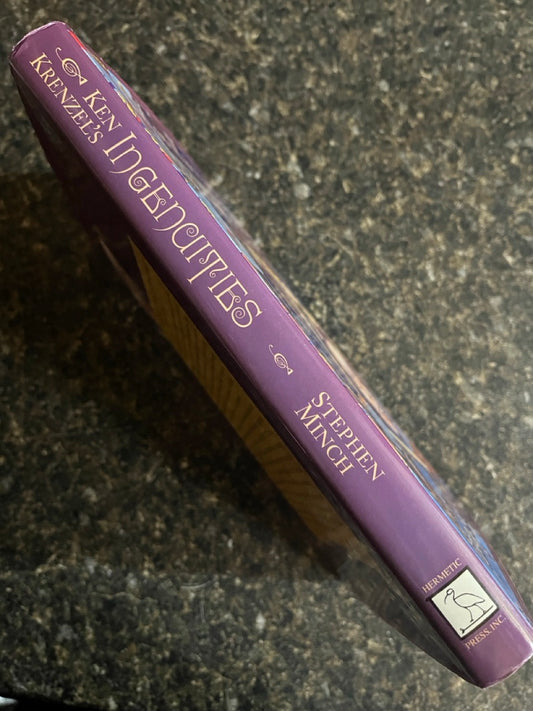 KEN
KRENZEL'S
INGENUITIES
STEPHEN
MINCH
HERMETIC
PRESS, INC.